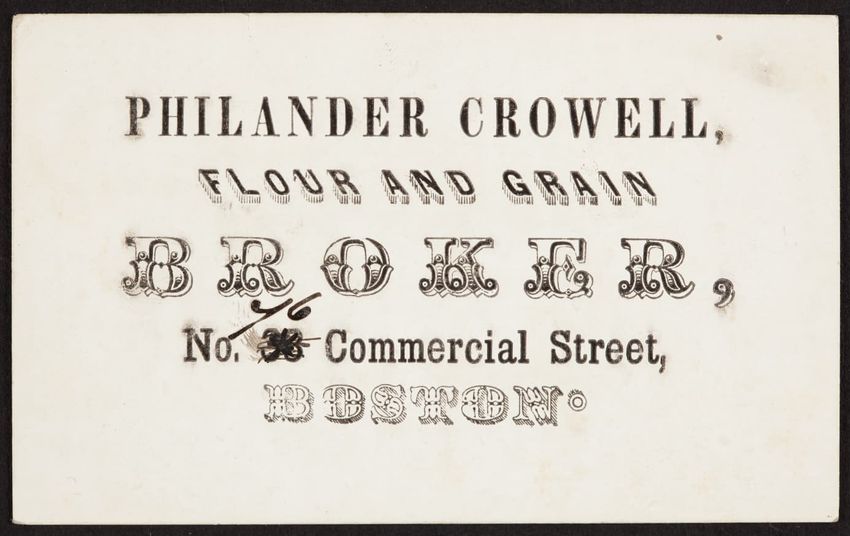 PHILANDER CROWELL,
FLOUR AND GRAIN
BROKER,
46
No. Commercial Street,
BOSTON.